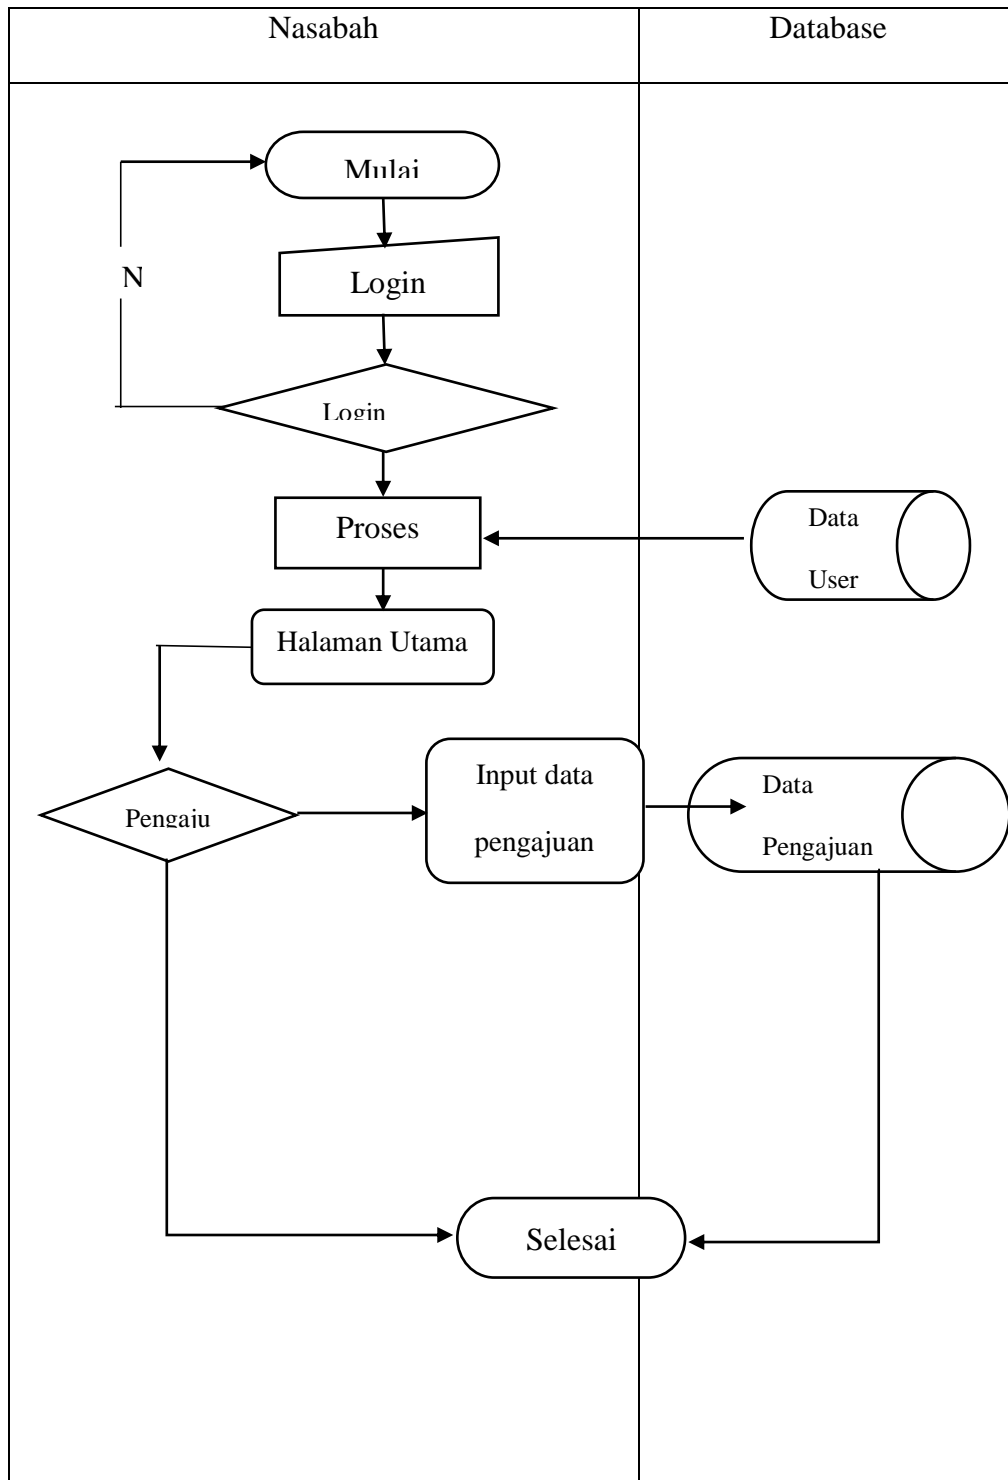 Nasabah
Database
Mulai
N
Login
Login
Proses
Data
User
Halaman Utama
Pengaju
Input data
pengajuan
Data
Pengajuan
Selesai